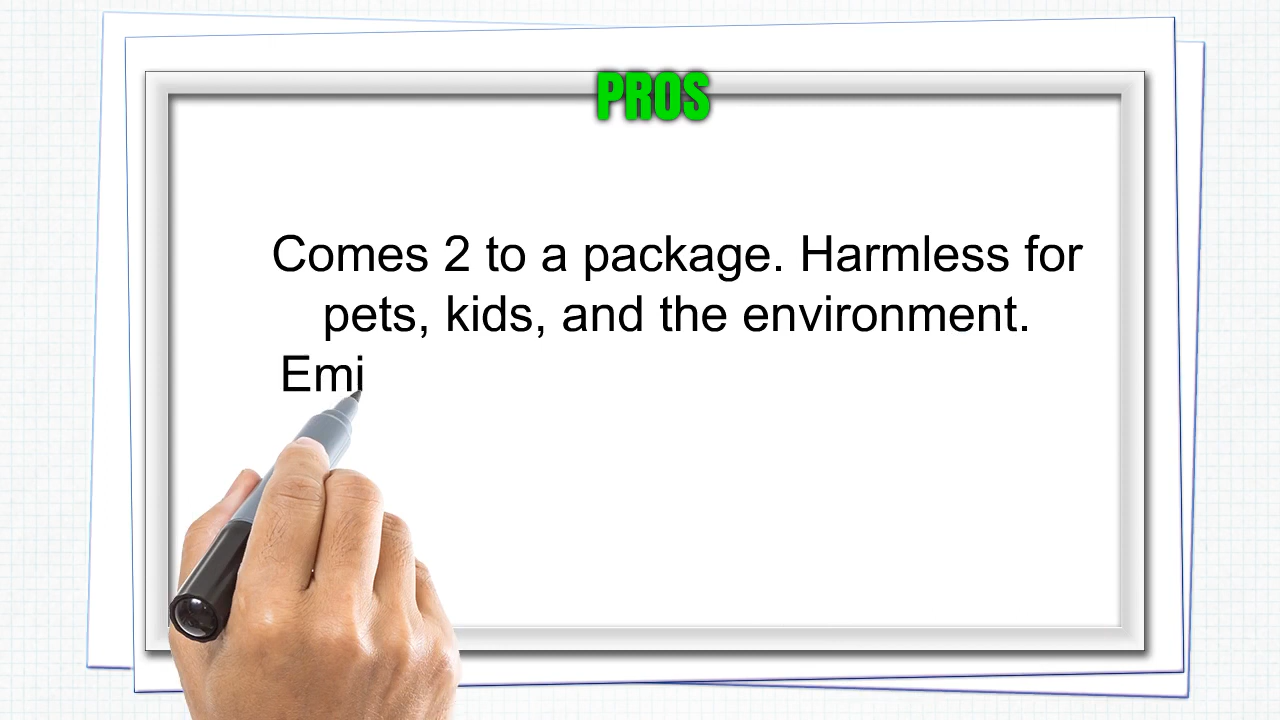 PROS
Comes 2 to a package. Harmless for
pets, kids, and the environment.
Emi